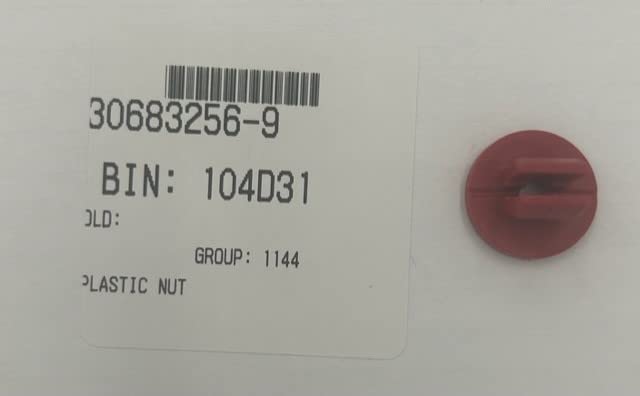 30683256-9
BIN: 104D31
OLD:
GROUP: 1144
PLASTIC NUT